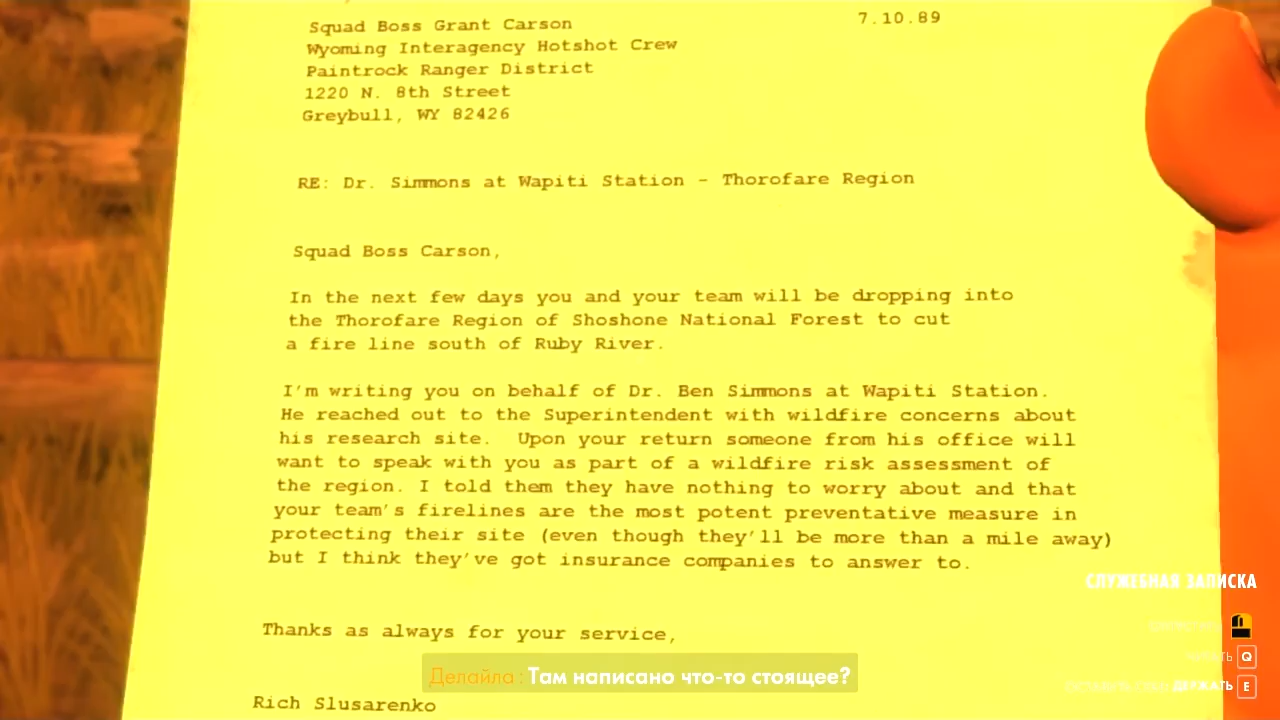 Squad Boss Grant Carson
7.10.89
Wyoming Interagency Hotshot Crew
Paintrock Ranger District
1220 N. 8th Street
Greybull, WY 82426
RE: Dr. Simmons at Wapiti Station - Thorofare Region
Squad Boss Carson,
In the next few days you and your team will be dropping into
the Thorofare Region of Shoshone National Forest to cut
a fire line south of Ruby River.
I'm writing you on behalf of Dr. Ben Simmons at Wapiti Station.
He reached out to the Superintendent with wildfire concerns about
his research site. Upon your return someone from his office will
want to speak with you as part of a wildfire risk assessment of
the region. I told them they have nothing to worry about and that
your team's firelines are the most potent preventative measure in
protecting their site (even though they'll be more than a mile away)
but I think they've got insurance companies to answer to.
Thanks as always for your service,
Rich Slusarenko
СЛУЖЕБНАЯ ЗАПИСКА
Q
ДЕРЖАТЬ E
Делайла: Там написано что-то стоящее?